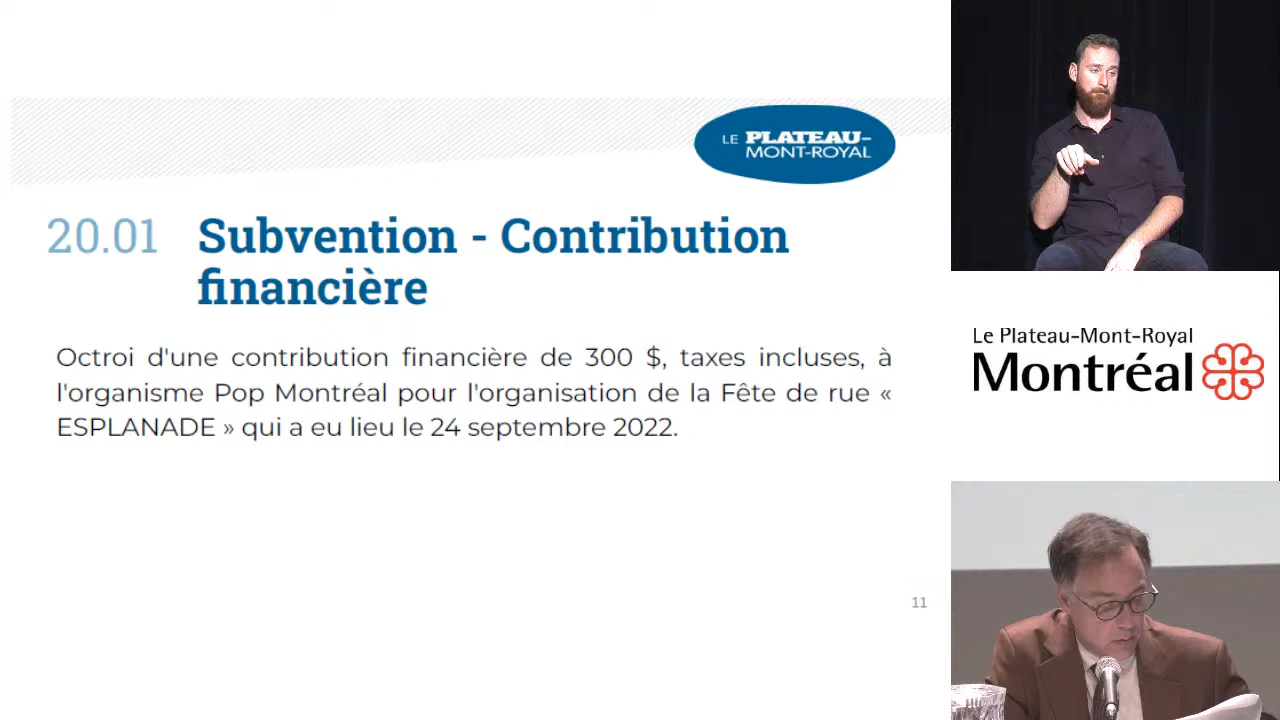 LE PLATEAU-
MONT-ROYAL
20.01 Subvention - Contribution
financière
Octroi d'une contribution financière de 300 $, taxes incluses, à
l'organisme Pop Montréal pour l'organisation de la Fête de rue «
ESPLANADE » qui a eu lieu le 24 septembre 2022.
11
Le Plateau-Mont-Royal
Montréal